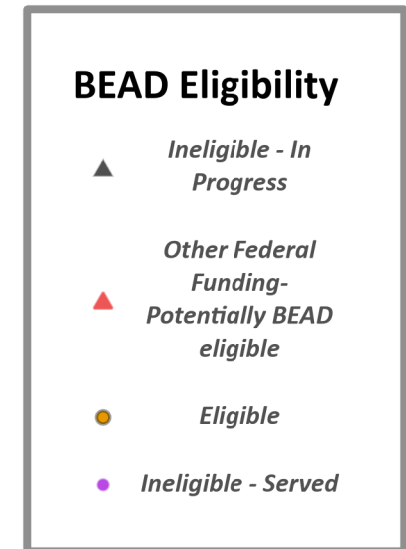 BEAD Eligibility
Ineligible - In
Progress
Other Federal
Funding-
Potentially BEAD
eligible
Eligible
Ineligible - Served